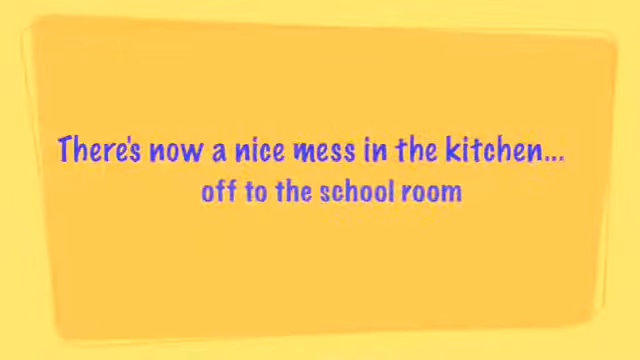 There's now a nice mess in the kitchen...
off to the school room